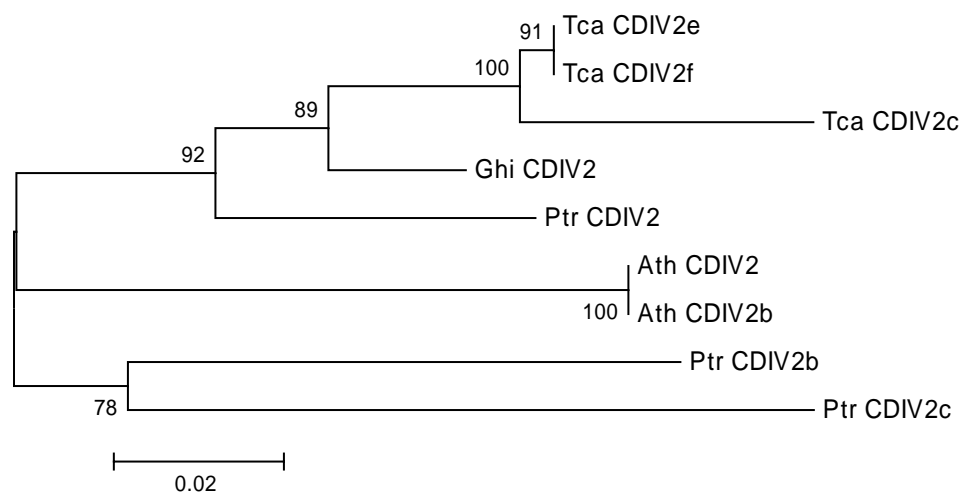 91
Tca CDIV2e
Tca CDIV2f
100
Tca CDIV2c
89
Ghi CDIV2
92
Ptr CDIV2
Ath CDIV2
100
Ath CDIV2b
Ptr CDIV2b
78
Ptr CDIV2c
0.02